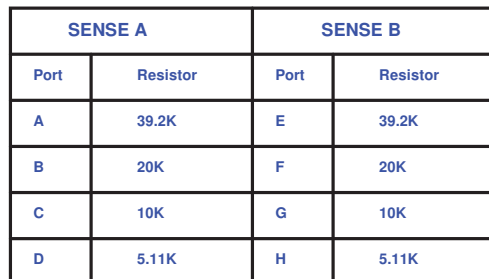 SENSE A SENSE B
Port Resistor Port Resistor
A 39.2K E 39.2K
B 20K F 20K
C 10K G 10K
D 5.11K H 5.11K